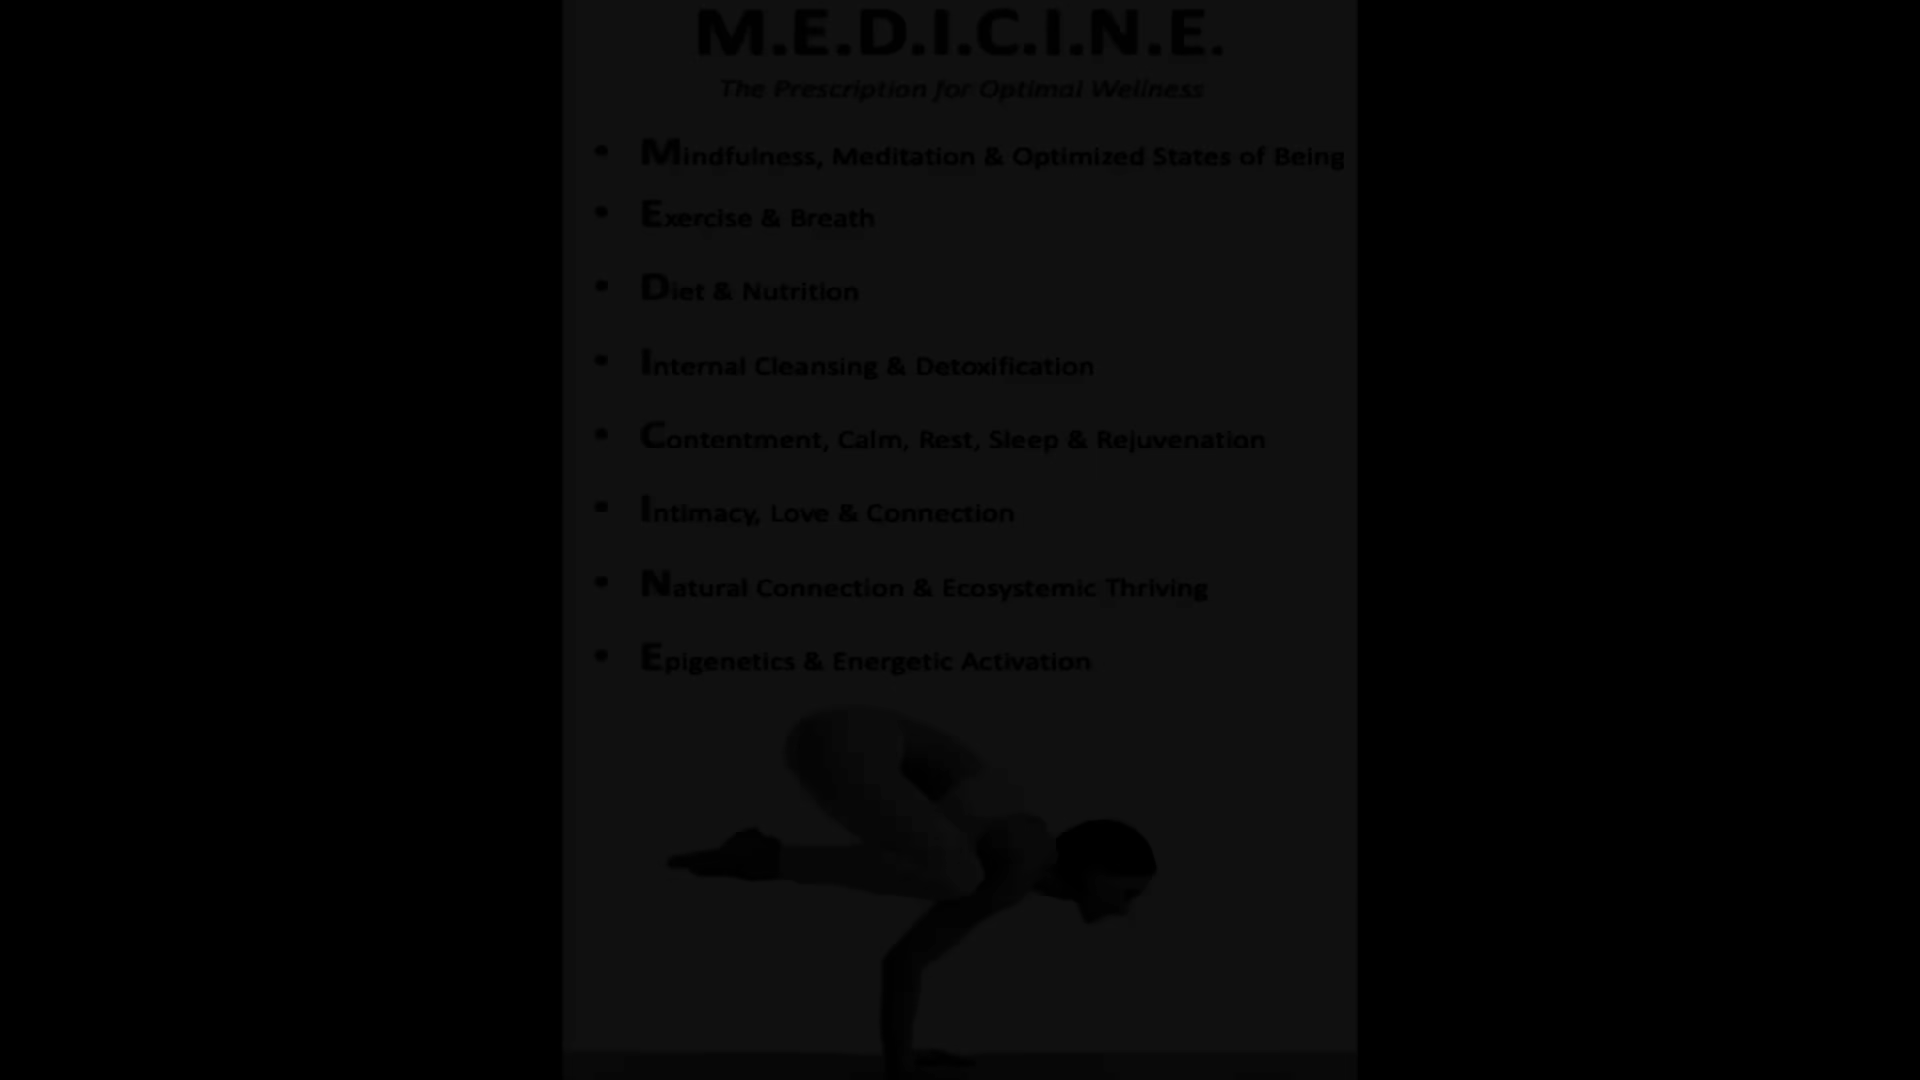 M.E.D.I.C.I.N.E.
The Prescription for Optimal Wellness
• Mindfulness, Meditation & Optimized States of Being
• Exercise & Breath
• Diet & Nutrition
• Internal Cleansing & Detoxification
• Contentment, Calm, Rest, Sleep & Rejuvenation
• Intimacy, Love & Connection
• Natural Connection & Ecosystemic Thriving
• Epigenetics & Energetic Activation